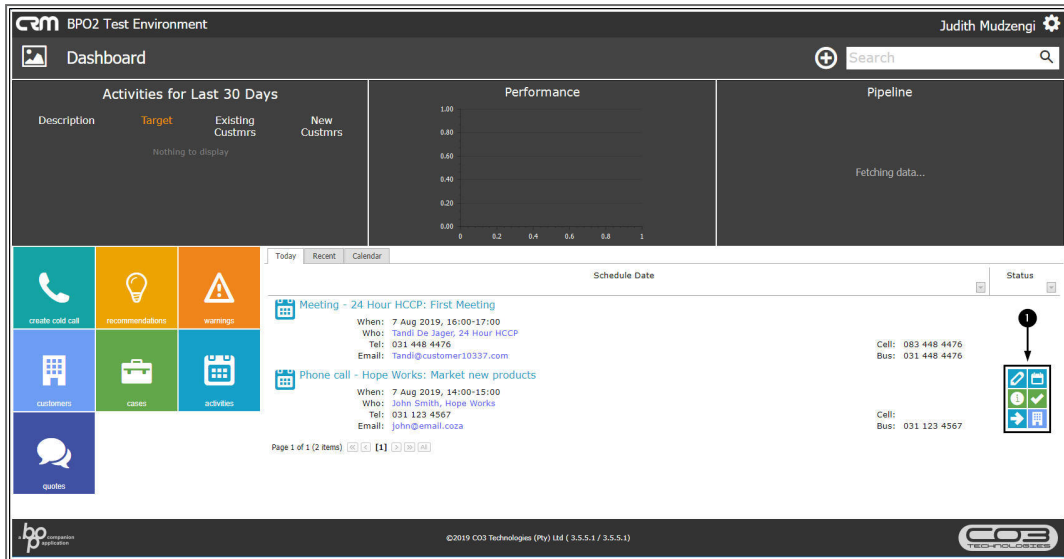 CRM BPO2 Test Environment
Judith Mudzengi
Dashboard
Search
Activities for Last 30 Days
Description Target Existing Custmrs New Custmrs
Nothing to display
Performance
1.00
0.80
0.60
0.40
0.20
0.00
0 0.2 0.4 0.6 0.8 1
Pipeline
Fetching data...
create cold call
recommendations
warnings
customers
cases
activities
quotes
Today Recent Calendar
Schedule Date Status
Meeting - 24 Hour HCCP: First Meeting
When: 7 Aug 2019, 16:00-17:00
Who: Tandi De Jager, 24 Hour HCCP
Tel: 031 448 4476 Cell: 083 448 4476
Email: Tandi@customer10337.com Bus: 031 448 4476
Phone call - Hope Works: Market new products
When: 7 Aug 2019, 14:00-15:00
Who: John Smith, Hope Works
Tel: 031 123 4567 Cell:
Email: john@email.coza Bus: 031 123 4567
1
1
Page 1 of 1 (2 items) [1] All
a bpo companion application
©2019 CO3 Technologies (Pty) Ltd ( 3.5.5.1 / 3.5.5.1)
CO3 TECHNOLOGIES